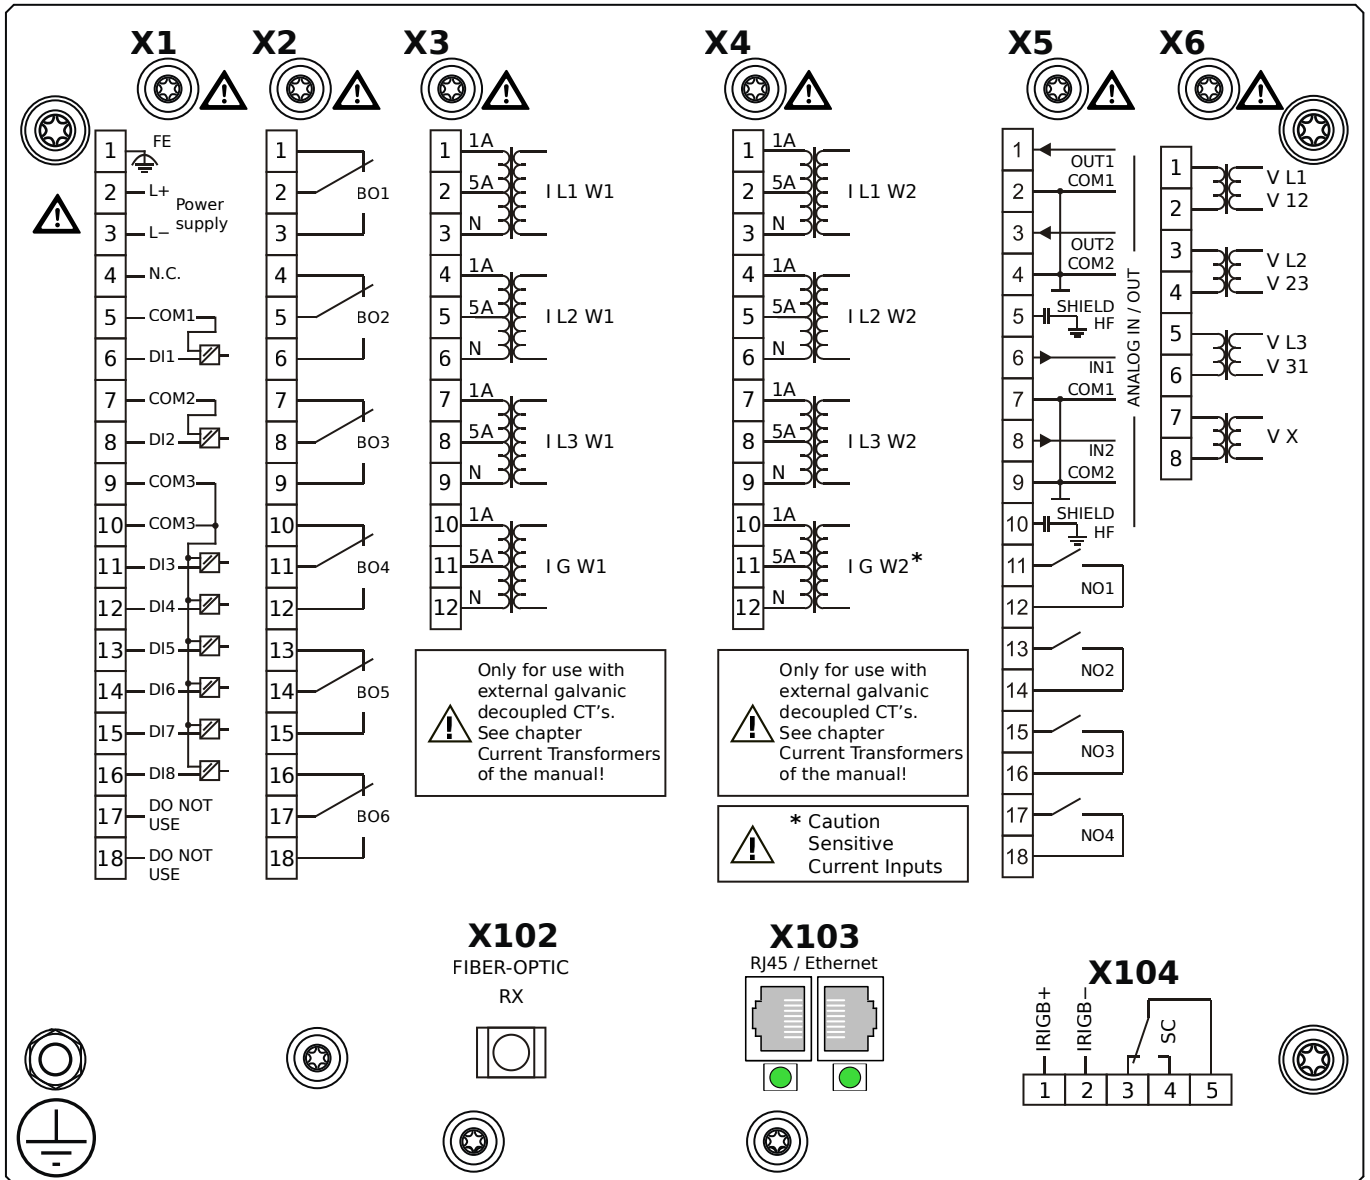 X1
X2
X3
X4
X5
X6
1 FE
2 L+
Power
supply
3 L−
4 N.C.
5 COM1
6 DI1
7 COM2
8 DI2
9 COM3
10 COM3
11 DI3
12 DI4
13 DI5
14 DI6
15 DI7
16 DI8
17 DO NOT
USE
18 DO NOT
USE
1
2 BO1
3
4
5 BO2
6
7
8 BO3
9
10
11 BO4
12
13
14 BO5
15
16
17 BO6
18
1 1A
2 5A I L1 W1
3 N
4 1A
5 5A I L2 W1
6 N
7 1A
8 5A I L3 W1
9 N
10 1A
11 5A I G W1
12 N
Only for use with
external galvanic
decoupled CT’s.
See chapter
Current Transformers
of the manual!
1 1A
2 5A I L1 W2
3 N
4 1A
5 5A I L2 W2
6 N
7 1A
8 5A I L3 W2
9 N
10 1A
11 5A I G W2*
12 N
Only for use with
external galvanic
decoupled CT’s.
See chapter
Current Transformers
of the manual!
* Caution
Sensitive
Current Inputs
1 OUT1
2 COM1
3 OUT2
4 COM2
5 SHIELD
HF
6 IN1
7 COM1
8 IN2
9 COM2
10 SHIELD
HF
ANALOG IN / OUT
11
NO1
12
13
NO2
14
15
NO3
16
17
NO4
18
1 V L1
2 V 12
3 V L2
4 V 23
5 V L3
6 V 31
7
V X
8
X102
FIBER-OPTIC
RX
X103
RJ45 / Ethernet
X104
IRIGB+
IRIGB−
SC
1 2 3 4 5